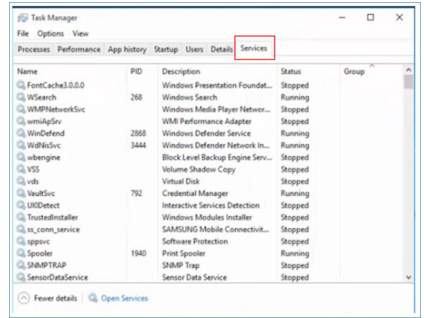 Task Manager
File Options View
Processes Performance App history Startup Users Details Services
Name PID Description Status Group
FontCache3.0.0.0 Windows Presentation Foundat... Stopped
WSearch 268 Windows Search Running
WMPNetworkSvc Windows Media Player Networ... Stopped
wmiApSrv WMI Performance Adapter Stopped
WinDefend 2868 Windows Defender Service Running
WdNisSvc 3444 Windows Defender Network In... Running
wbengine Block Level Backup Engine Serv... Stopped
VSS Volume Shadow Copy Stopped
vds Virtual Disk Stopped
VaultSvc 792 Credential Manager Running
UI0Detect Interactive Services Detection Stopped
TrustedInstaller Windows Modules Installer Stopped
ss_conn_service SAMSUNG Mobile Connectivit... Stopped
sppsvc Software Protection Stopped
Spooler 1940 Print Spooler Running
SNMPTRAP SNMP Trap Stopped
SensorDataService Sensor Data Service Stopped
Fewer details Open Services